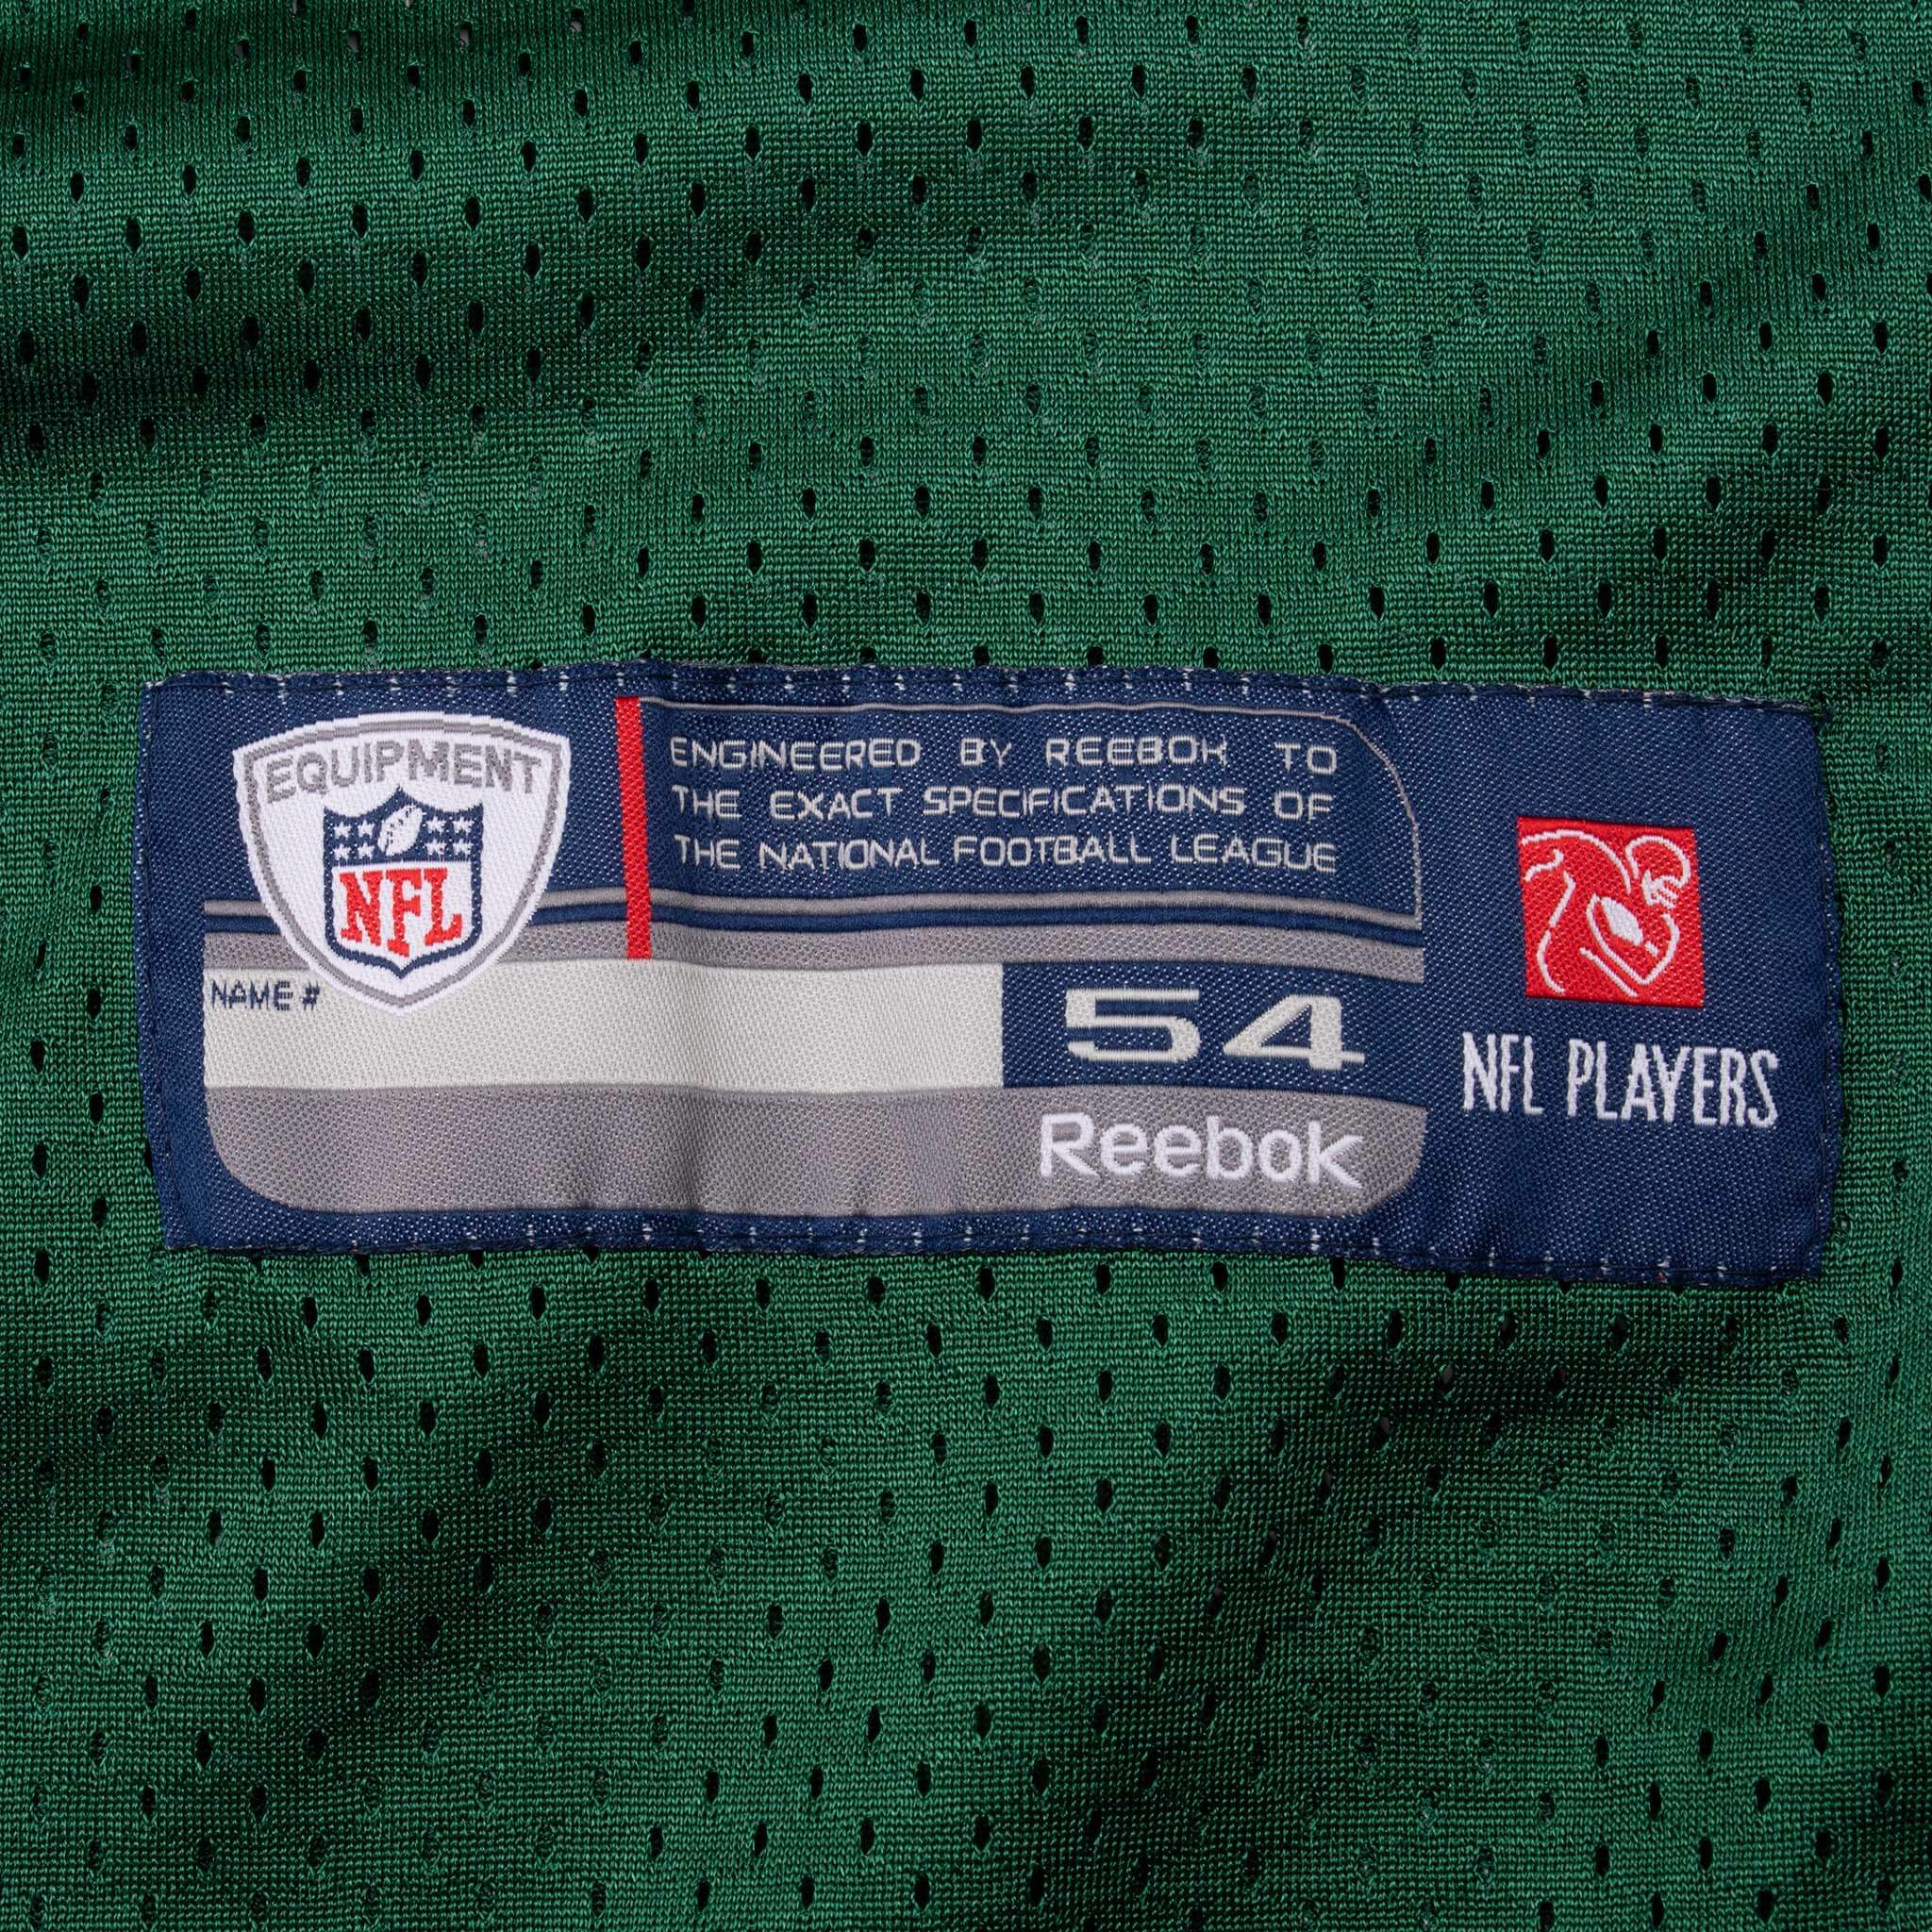 EQUIPMENT
NFL
ENGINEERED BY REEBOK TO
THE EXACT SPECIFICATIONS OF
THE NATIONAL FOOTBALL LEAGUE
NAME #
54
Reebok
NFL PLAYERS